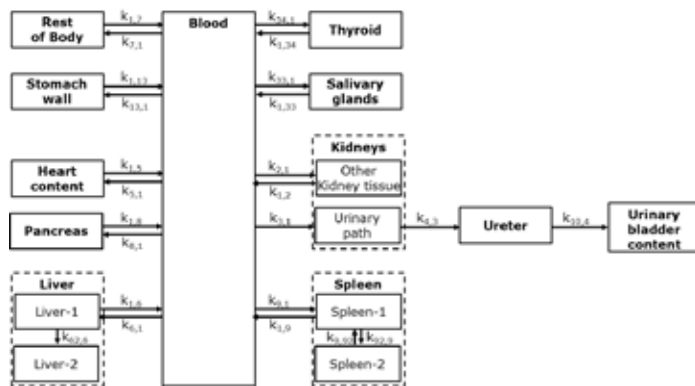 Rest
of Body
k1,7
k7,1
Blood
k34,1
k1,34
Thyroid
Stomach
wall
k1,13
k13,1
k33,1
k1,33
Salivary
glands
Heart
content
k1,5
k5,1
Kidneys
k2,1
k1,2
Other
Kidney tissue
Pancreas
k1,8
k8,1
k3,1
Urinary
path
k4,3
Ureter
k10,4
Urinary
bladder
content
Liver
Liver-1
k1,6
k6,1
k62,6
Liver-2
Spleen
k9,1
k1,9
Spleen-1
k9,92
k92,9
Spleen-2